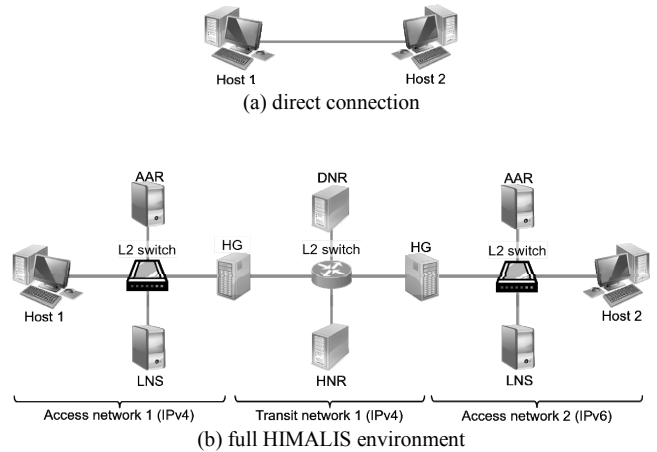 Host 1
Host 2
(a) direct connection
AAR
DNR
AAR
L2 switch
HG
L2 switch
HG
L2 switch
Host 1
Host 2
LNS
HNR
LNS
Access network 1 (IPv4)
Transit network 1 (IPv4)
Access network 2 (IPv6)
(b) full HIMALIS environment